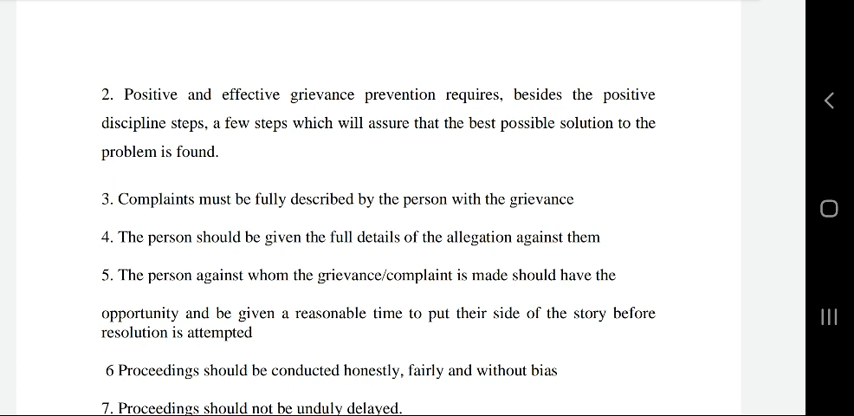 2. Positive and effective grievance prevention requires, besides the positive
discipline steps, a few steps which will assure that the best possible solution to the
problem is found.
3. Complaints must be fully described by the person with the grievance
4. The person should be given the full details of the allegation against them
5. The person against whom the grievance/complaint is made should have the
opportunity and be given a reasonable time to put their side of the story before
resolution is attempted
6 Proceedings should be conducted honestly, fairly and without bias
7. Proceedings should not be unduly delayed.